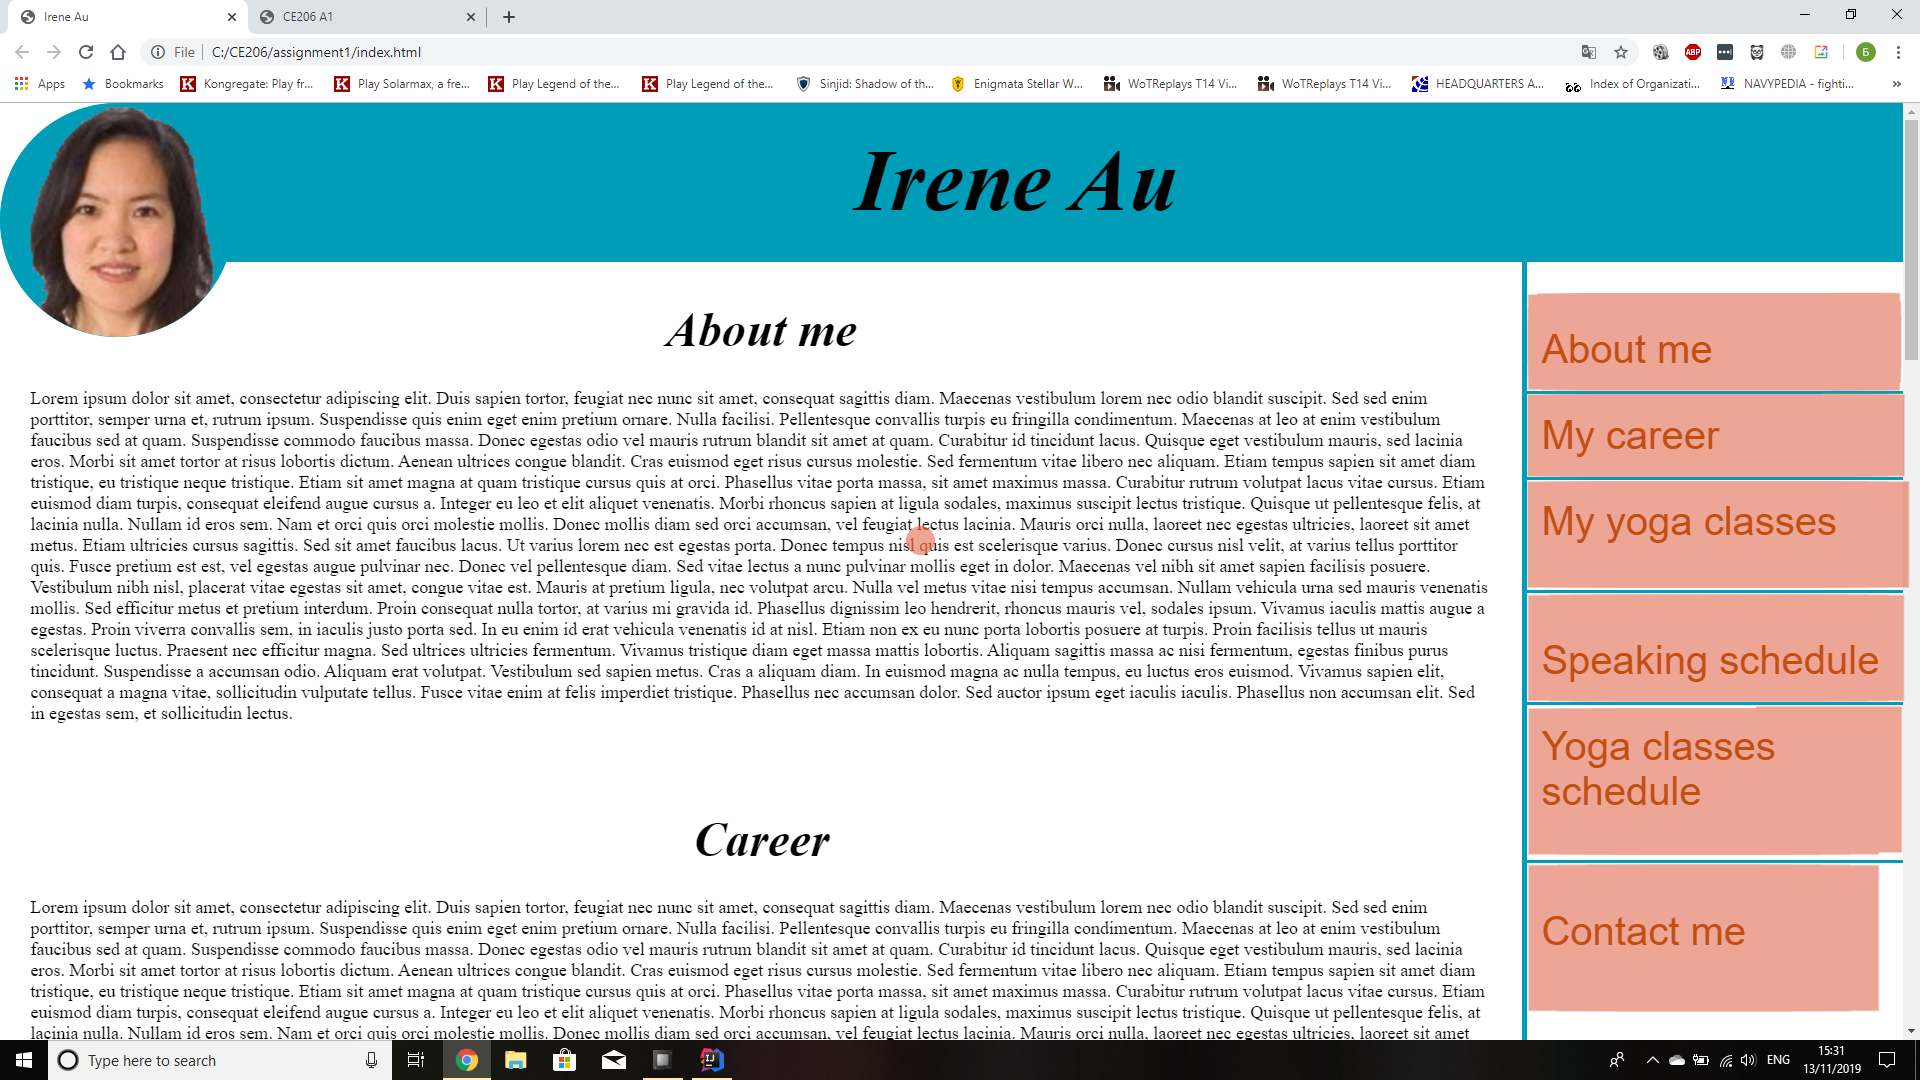 Irene Au
CE206 A1
File
C:/CE206/assignment1/index.html
ABP
Б
Apps
Bookmarks
Kongregate: Play fr...
Play Solarmax, a fre...
Play Legend of the...
Play Legend of the...
Sinjid: Shadow of th...
Enigmata Stellar W...
WoTReplays T14 Vi...
WoTReplays T14 Vi...
HEADQUARTERS A...
Index of Organizati...
NAVYPEDIA - fighti...
Irene Au
About me
Lorem ipsum dolor sit amet, consectetur adipiscing elit. Duis sapien tortor, feugiat nec nunc sit amet, consequat sagittis diam. Maecenas vestibulum lorem nec odio blandit suscipit. Sed sed enim
porttitor, semper urna et, rutrum ipsum. Suspendisse quis enim eget enim pretium ornare. Nulla facilisi. Pellentesque convallis turpis eu fringilla condimentum. Maecenas at leo at enim vestibulum
faucibus sed at quam. Suspendisse commodo faucibus massa. Donec egestas odio vel mauris rutrum blandit sit amet at quam. Curabitur id tincidunt lacus. Quisque eget vestibulum mauris, sed lacinia
eros. Morbi sit amet tortor at risus lobortis dictum. Aenean ultrices congue blandit. Cras euismod eget risus cursus molestie. Sed fermentum vitae libero nec aliquam. Etiam tempus sapien sit amet diam
tristique, eu tristique neque tristique. Etiam sit amet magna at quam tristique cursus quis at orci. Phasellus vitae porta massa, sit amet maximus massa. Curabitur rutrum volutpat lacus vitae cursus. Etiam
euismod diam turpis, consequat eleifend augue cursus a. Integer eu leo et elit aliquet venenatis. Morbi rhoncus sapien at ligula sodales, maximus suscipit lectus tristique. Quisque ut pellentesque felis, at
lacinia nulla. Nullam id eros sem. Nam et orci quis orci molestie mollis. Donec mollis diam sed orci accumsan, vel feugiat lectus lacinia. Mauris orci nulla, laoreet nec egestas ultricies, laoreet sit amet
metus. Etiam ultricies cursus sagittis. Sed sit amet faucibus lacus. Ut varius lorem nec est egestas porta. Donec tempus nisl quis est scelerisque varius. Donec cursus nisl velit, at varius tellus porttitor
quis. Fusce pretium est est, vel egestas augue pulvinar nec. Donec vel pellentesque diam. Sed vitae lectus a nunc pulvinar mollis eget in dolor. Maecenas vel nibh sit amet sapien facilisis posuere.
Vestibulum nibh nisl, placerat vitae egestas sit amet, congue vitae est. Mauris at pretium ligula, nec volutpat arcu. Nulla vel metus vitae nisi tempus accumsan. Nullam vehicula urna sed mauris venenatis
mollis. Sed efficitur metus et pretium interdum. Proin consequat nulla tortor, at varius mi gravida id. Phasellus dignissim leo hendrerit, rhoncus mauris vel, sodales ipsum. Vivamus iaculis mattis augue a
egestas. Proin viverra convallis sem, in iaculis justo porta sed. In eu enim id erat vehicula venenatis id at nisl. Etiam non ex eu nunc porta lobortis posuere at turpis. Proin facilisis tellus ut mauris
scelerisque luctus. Praesent nec efficitur magna. Sed ultrices ultricies fermentum. Vivamus tristique diam eget massa mattis lobortis. Aliquam sagittis massa ac nisi fermentum, egestas finibus purus
tincidunt. Suspendisse a accumsan odio. Aliquam erat volutpat. Vestibulum sed sapien metus. Cras a aliquam diam. In euismod magna ac nulla tempus, eu luctus eros euismod. Vivamus sapien elit,
consequat a magna vitae, sollicitudin vulputate tellus. Fusce vitae enim at felis imperdiet tristique. Phasellus nec accumsan dolor. Sed auctor ipsum eget iaculis iaculis. Phasellus non accumsan elit. Sed
in egestas sem, et sollicitudin lectus.
Career
Lorem ipsum dolor sit amet, consectetur adipiscing elit. Duis sapien tortor, feugiat nec nunc sit amet, consequat sagittis diam. Maecenas vestibulum lorem nec odio blandit suscipit. Sed sed enim
porttitor, semper urna et, rutrum ipsum. Suspendisse quis enim eget enim pretium ornare. Nulla facilisi. Pellentesque convallis turpis eu fringilla condimentum. Maecenas at leo at enim vestibulum
faucibus sed at quam. Suspendisse commodo faucibus massa. Donec egestas odio vel mauris rutrum blandit sit amet at quam. Curabitur id tincidunt lacus. Quisque eget vestibulum mauris, sed lacinia
eros. Morbi sit amet tortor at risus lobortis dictum. Aenean ultrices congue blandit. Cras euismod eget risus cursus molestie. Sed fermentum vitae libero nec aliquam. Etiam tempus sapien sit amet diam
tristique, eu tristique neque tristique. Etiam sit amet magna at quam tristique cursus quis at orci. Phasellus vitae porta massa, sit amet maximus massa. Curabitur rutrum volutpat lacus vitae cursus. Etiam
euismod diam turpis, consequat eleifend augue cursus a. Integer eu leo et elit aliquet venenatis. Morbi rhoncus sapien at ligula sodales, maximus suscipit lectus tristique. Quisque ut pellentesque felis, at
lacinia nulla. Nullam id eros sem. Nam et orci quis orci molestie mollis. Donec mollis diam sed orci accumsan, vel feugiat lectus lacinia. Mauris orci nulla, laoreet nec egestas ultricies, laoreet sit amet
About me
My career
My yoga classes
Speaking schedule
Yoga classes
schedule
Contact me
Type here to search
IJ
ENG
15:31
13/11/2019